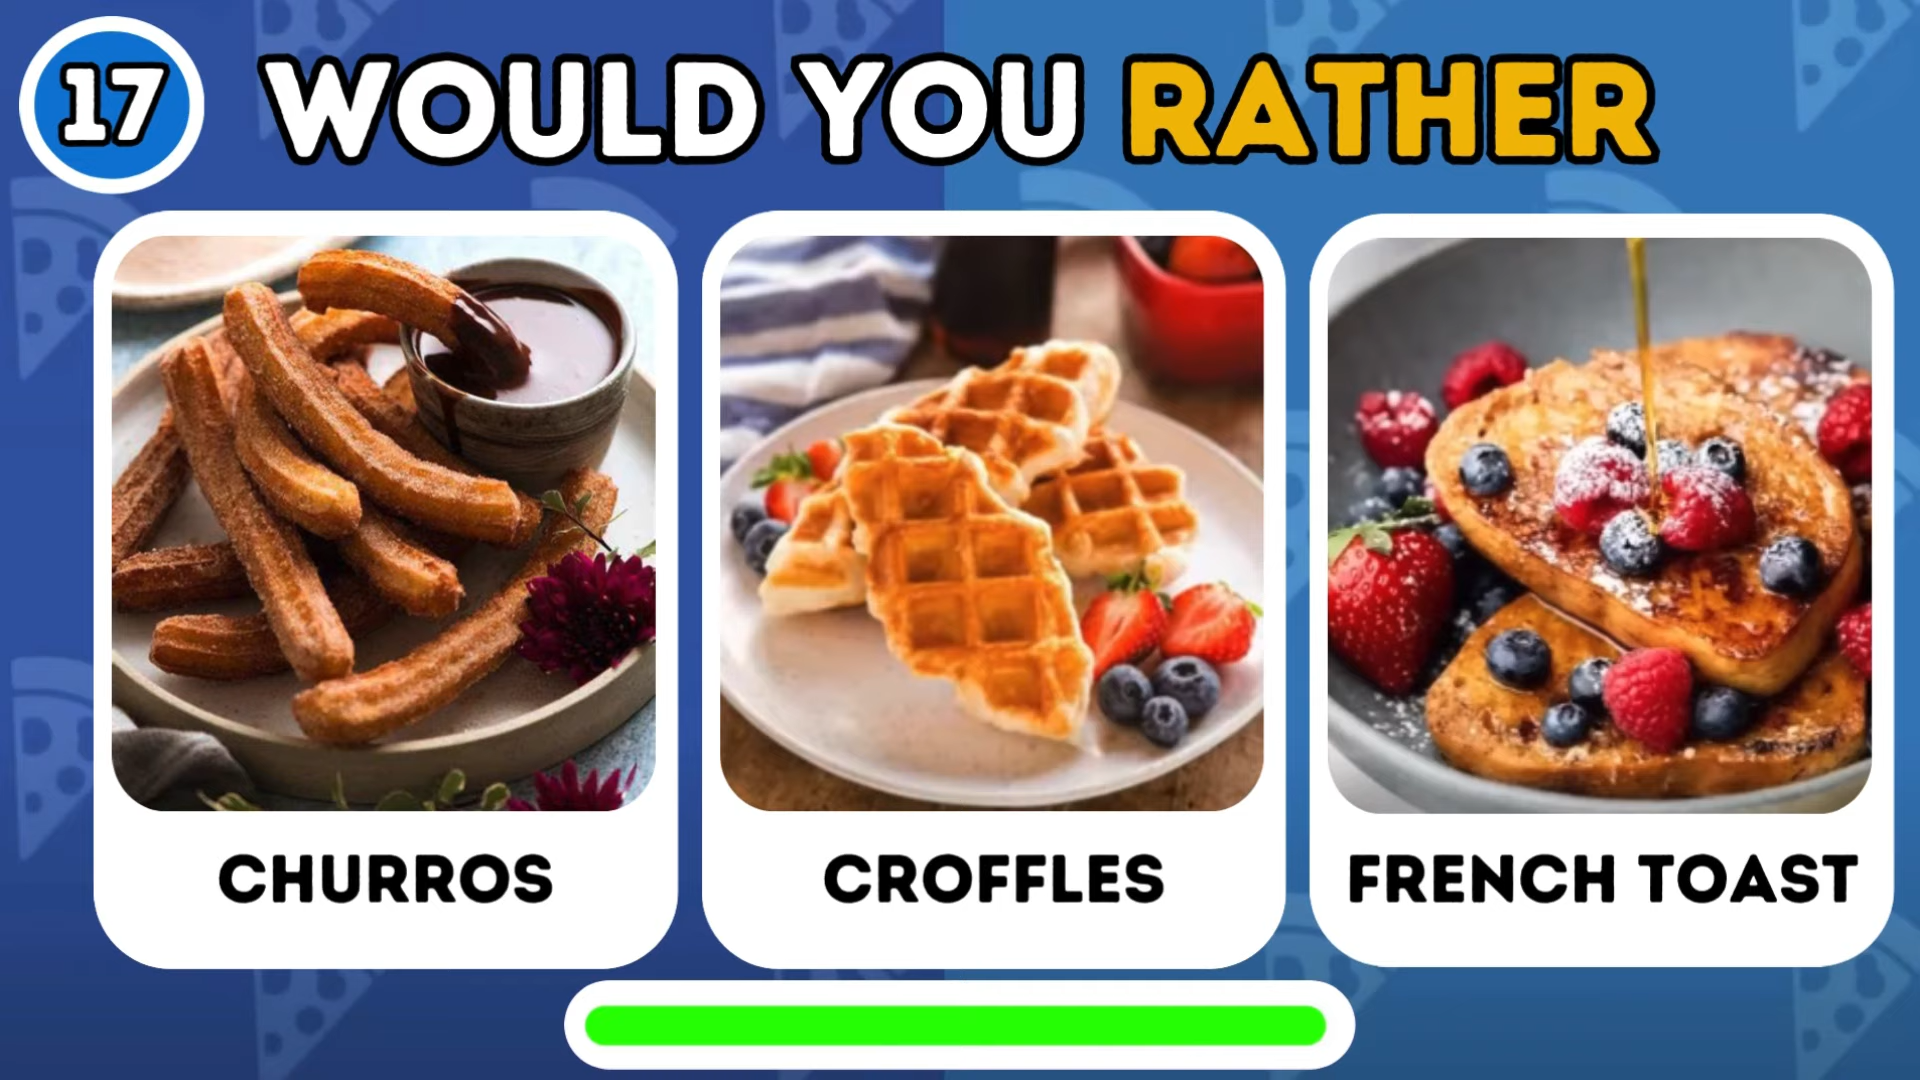 17
WOULD YOU RATHER
CHURROS
CROFFLES
FRENCH TOAST